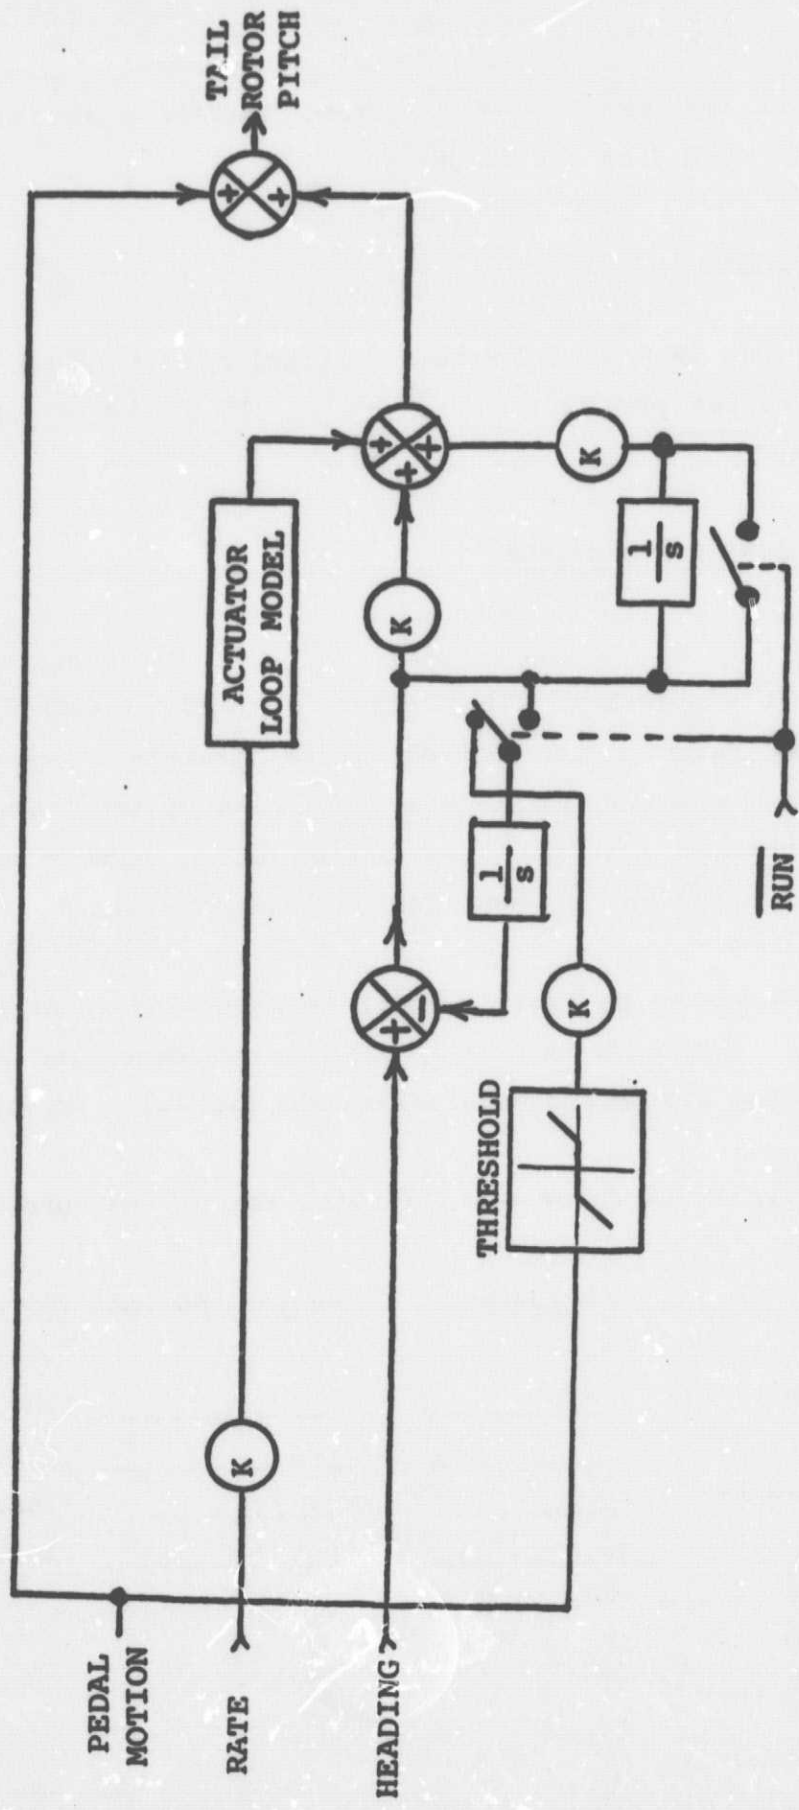 PEDAL
MOTION
RATE
HEADING
K
ACTUATOR
LOOP MODEL
THRESHOLD
K
+
-
1
s
K
+
+
+
K
1
s
RUN
+
+
TAIL
ROTOR
PITCH